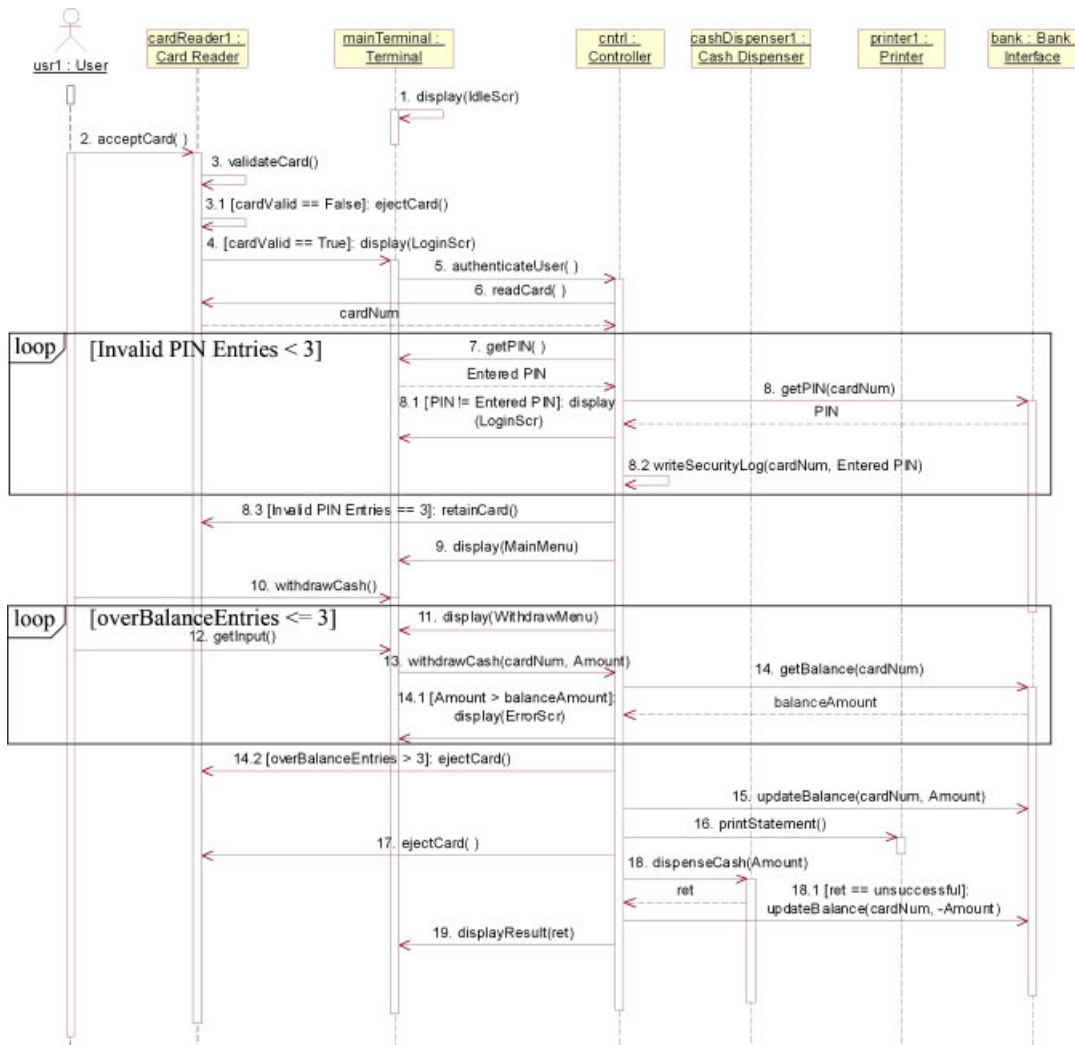 cardReader1 :
Card Reader
mainTerminal :
Terminal
cntrl :
Controller
cashDispenser1 :
Cash Dispenser
printer1 :
Printer
bank : Bank
Interface
usr1 : User
1. display(IdleScr)
2. acceptCard( )
3. validateCard()
3.1 [cardValid == False]: ejectCard()
4. [cardValid == True]: display(LoginScr)
5. authenticateUser( )
6. readCard( )
cardNum
loop
[Invalid PIN Entries < 3]
7. getPIN( )
Entered PIN
8. getPIN(cardNum)
PIN
8.1 [PIN != Entered PIN]: display
(LoginScr)
8.2 writeSecurityLog(cardNum, Entered PIN)
8.3 [Invalid PIN Entries == 3]: retainCard()
9. display(MainMenu)
10. withdrawCash()
loop
[overBalanceEntries <= 3]
11. display(WithdrawMenu)
12. getInput()
13. withdrawCash(cardNum, Amount)
14. getBalance(cardNum)
balanceAmount
14.1 [Amount > balanceAmount]:
display(ErrorScr)
14.2 [overBalanceEntries > 3]: ejectCard()
15. updateBalance(cardNum, Amount)
16. printStatement()
17. ejectCard( )
18. dispenseCash(Amount)
ret
18.1 [ret == unsuccessful]:
updateBalance(cardNum, -Amount)
19. displayResult(ret)